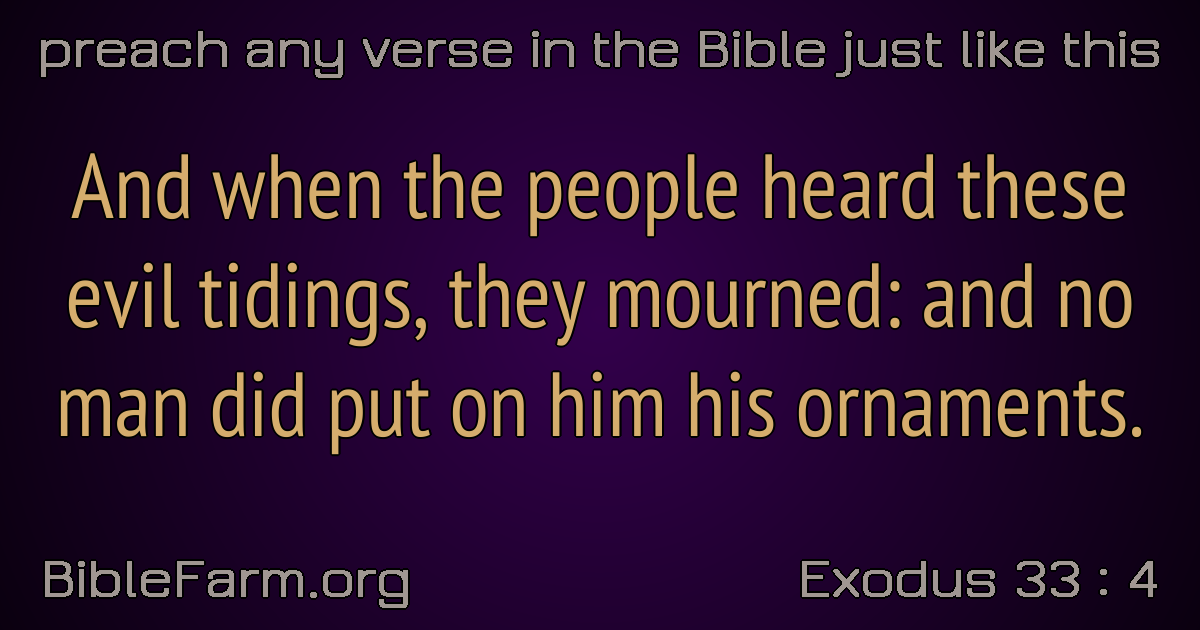 preach any verse in the Bible just like this
And when the people heard these
evil tidings, they mourned: and no
man did put on him his ornaments.
BibleFarm.org
Exodus 33 : 4